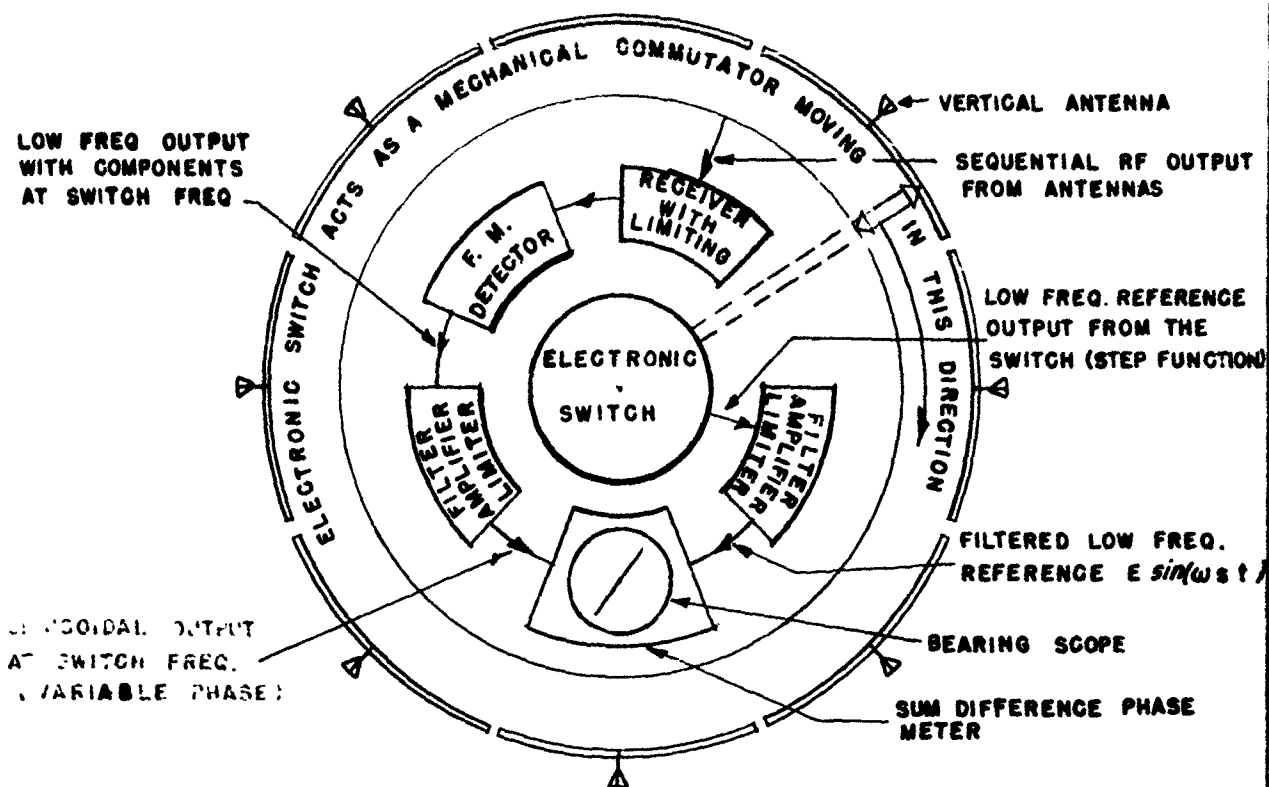 ELECTRONIC SWITCH ACTS AS A MECHANICAL COMMUTATOR MOVING IN THIS DIRECTION
VERTICAL ANTENNA
LOW FREQ OUTPUT
WITH COMPONENTS
AT SWITCH FREQ
SEQUENTIAL RF OUTPUT
FROM ANTENNAS
RECEIVER
WITH
LIMITING
F. M.
DETECTOR
LOW FREQ. REFERENCE
OUTPUT FROM THE
SWITCH (STEP FUNCTION)
ELECTRONIC
SWITCH
FILTER
AMPLIFIER
LIMITER
FILTER
AMPLIFIER
LIMITER
FILTERED LOW FREQ.
REFERENCE E sin(ωst)
OUTPUT
AT SWITCH FREQ.
(VARIABLE PHASE)
BEARING SCOPE
SUM DIFFERENCE PHASE
METER